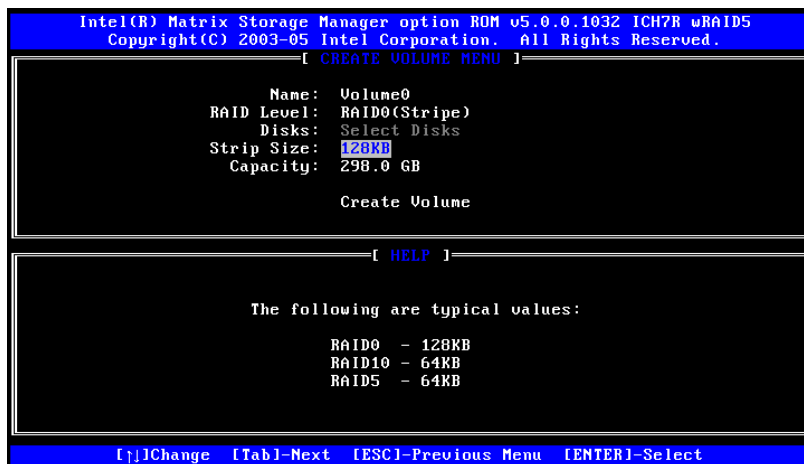 Intel(R) Matrix Storage Manager option ROM v5.0.0.1032 ICH7R wRAID5
Copyright(C) 2003-05 Intel Corporation. All Rights Reserved.
[ CREATE VOLUME MENU ]
Name: Volume0
RAID Level: RAID0(Stripe)
Disks: Select Disks
Strip Size: 128KB
Capacity: 298.0 GB
Create Volume
[ HELP ]
The following are typical values:
RAID0 - 128KB
RAID10 - 64KB
RAID5 - 64KB
[↑↓]Change [Tab]-Next [ESC]-Previous Menu [ENTER]-Select